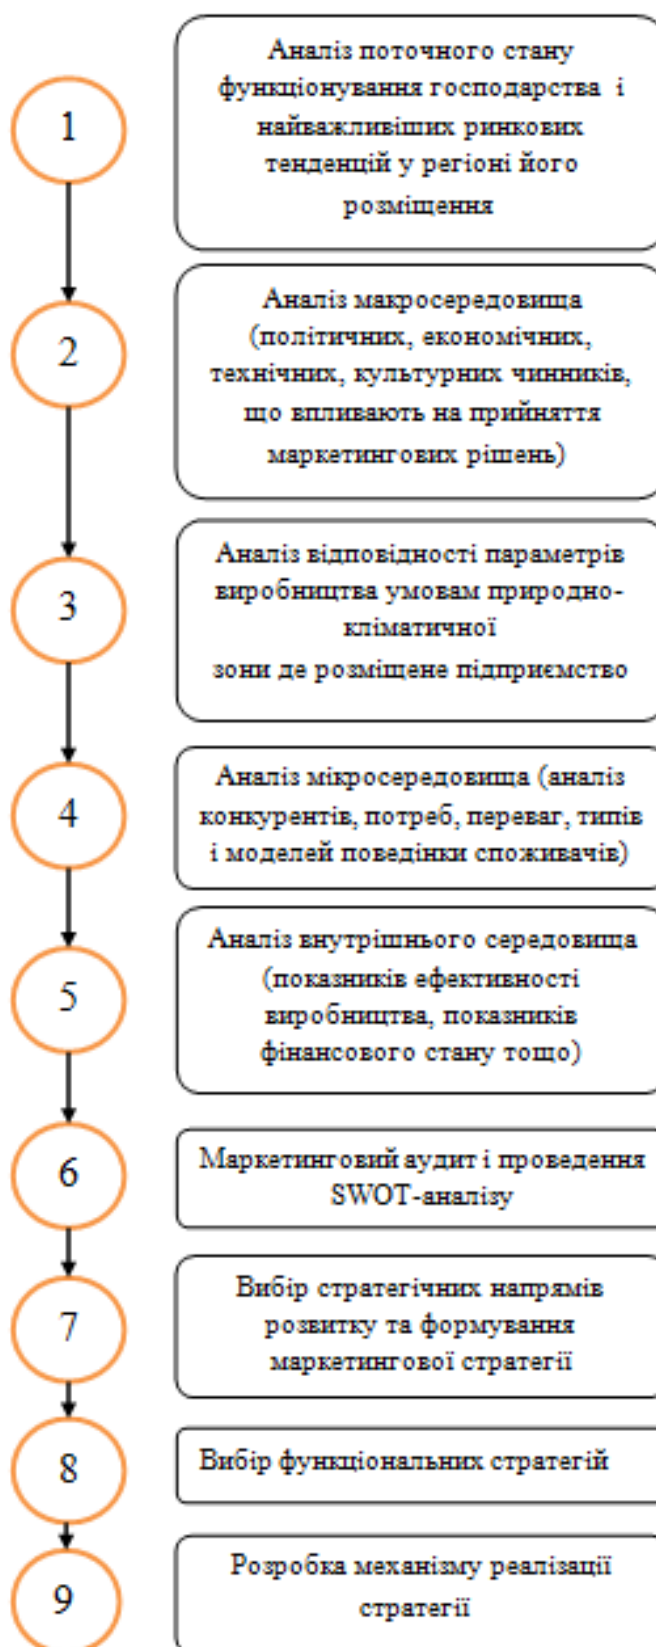 1
Аналіз поточного стану
функціонування господарства і
найважливіших ринкових
тенденцій у регіоні його
розміщення
2
Аналіз макросередовища
(політичних, економічних,
технічних, культурних чинників,
що впливають на прийняття
маркетингових рішень)
3
Аналіз відповідності параметрів
виробництва умовам природно-
кліматичної
зони де розміщене підприємство
4
Аналіз мікросередовища (аналіз
конкурентів, потреб, переваг, типів
і моделей поведінки споживачів)
5
Аналіз внутрішнього середовища
(показників ефективності
виробництва, показників
фінансового стану тощо)
6
Маркетинговий аудит і проведення
SWOT-аналізу
7
Вибір стратегічних напрямів
розвитку та формування
маркетингової стратегії
8
Вибір функціональних стратегій
9
Розробка механізму реалізації
стратегії